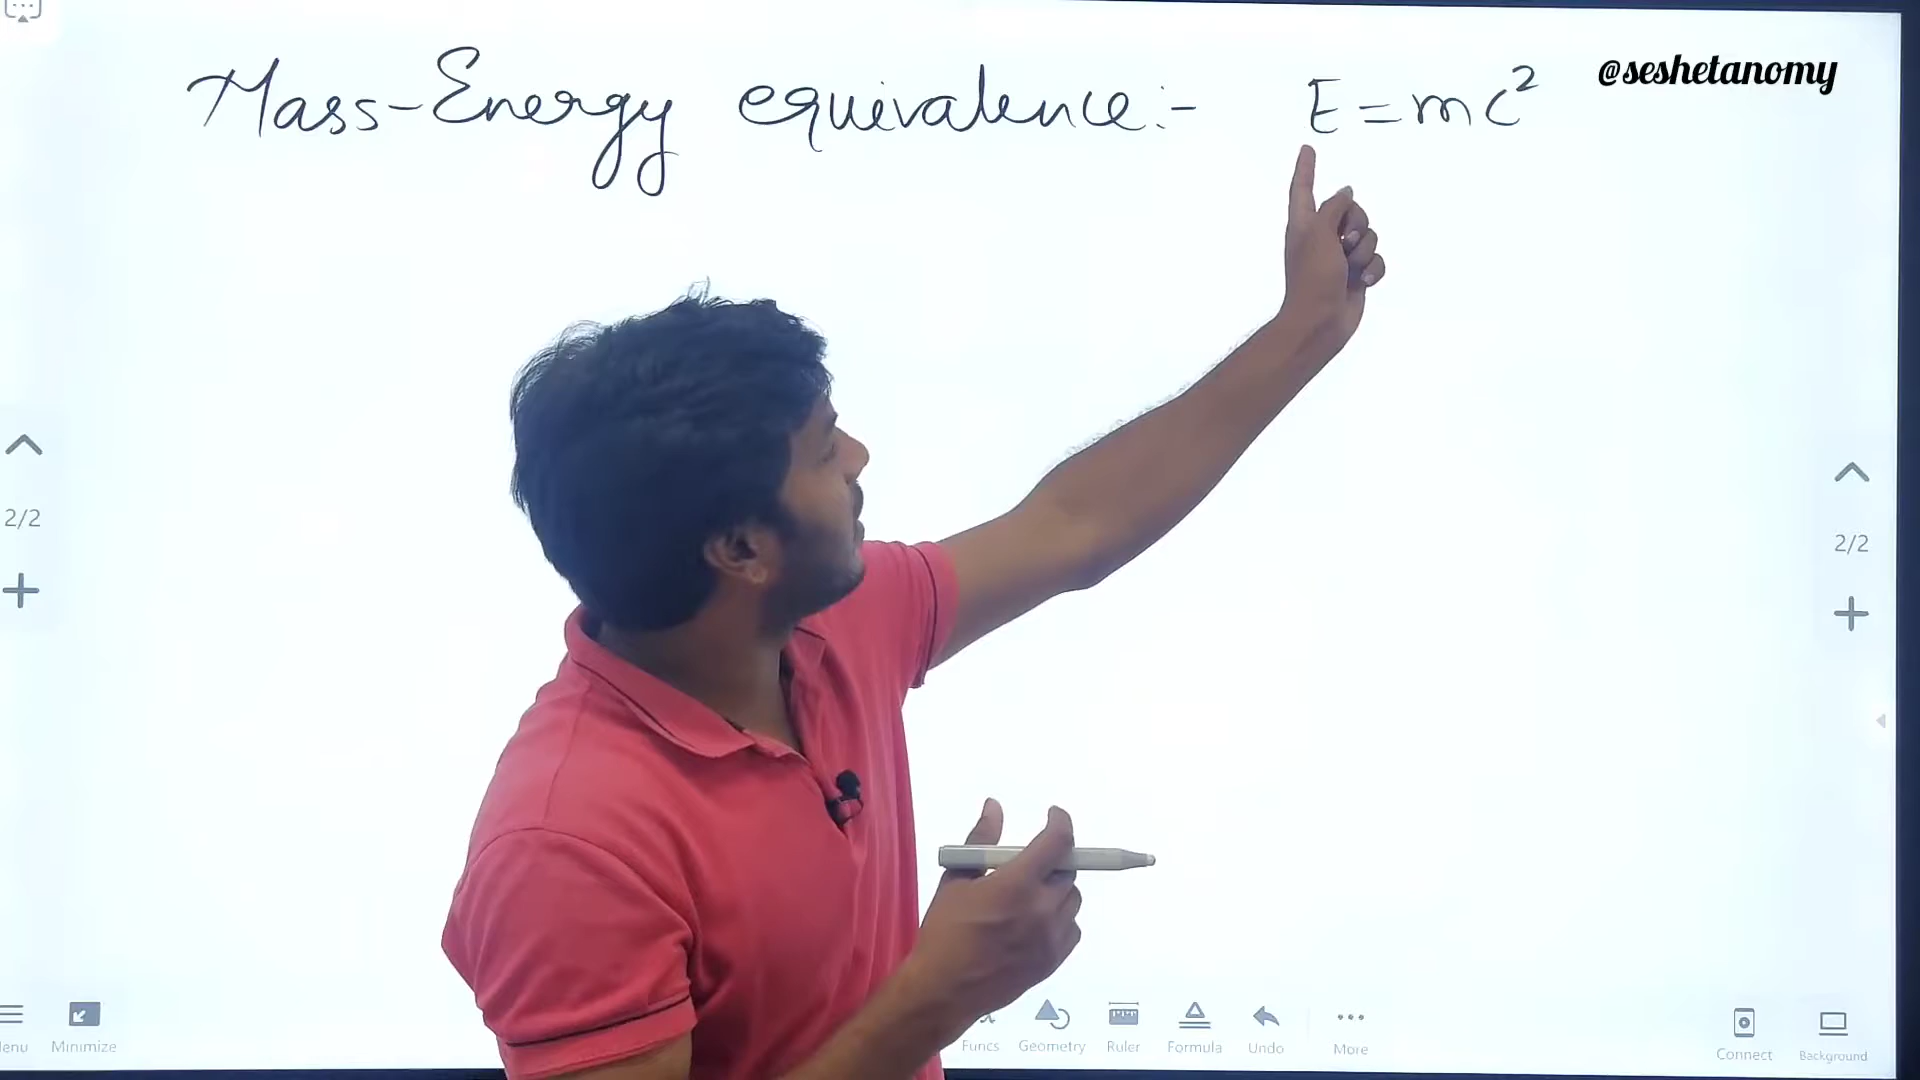 Mass-Energy equivalence:- E=mc²
@seshetanomy
2/2
2/2
Minimize
Funcs
Geometry
Ruler
Formula
Undo
More
Connect
Background